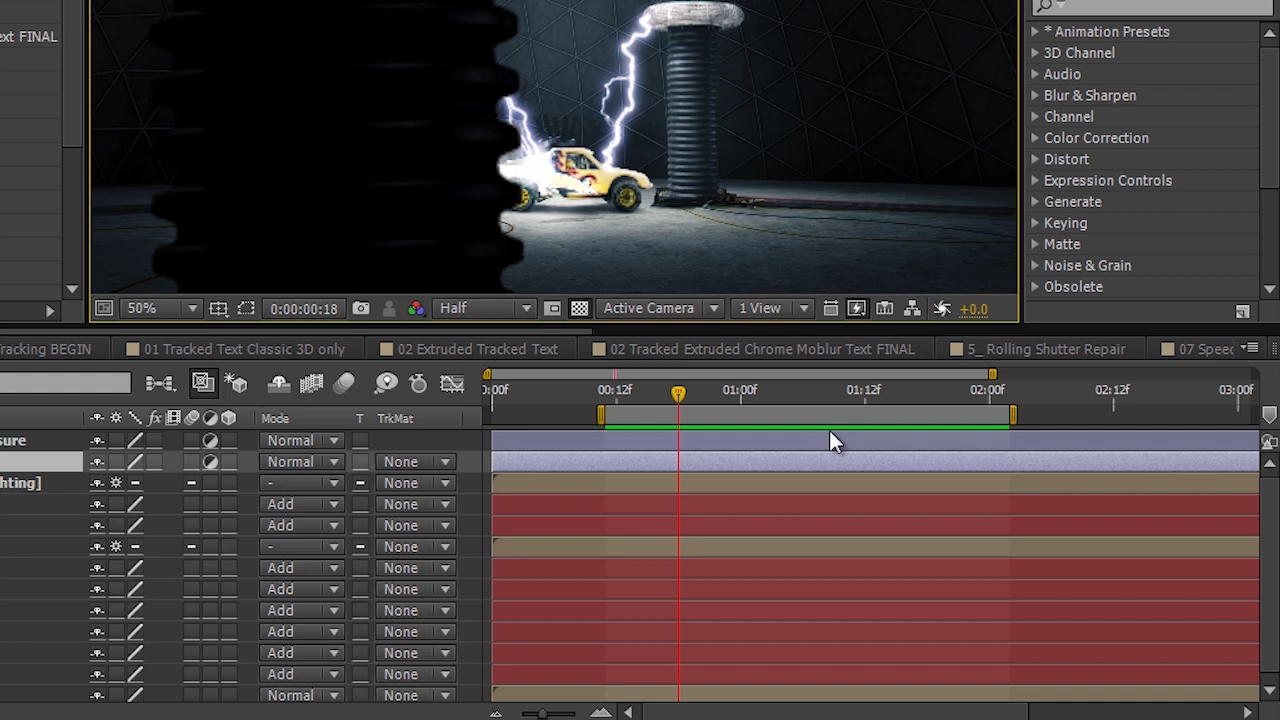 ext FINAL
* Animation Presets
3D Channel
Audio
Blur & Sharpen
Channel
Color Correction
Distort
Expression Controls
Generate
Keying
Matte
Noise & Grain
Obsolete
50% 0:00:00:18 Half Active Camera 1 View +0.0
racking BEGIN 01 Tracked Text Classic 3D only 02 Extruded Tracked Text 02 Tracked Extruded Chrome Moblur Text FINAL 5_ Rolling Shutter Repair 07 Speed
0:00f 00:12f 01:00f 01:12f 02:00f 02:12f 03:00f
fx Mode T TrkMat
sure Normal
Normal None
hting] - None
Add None
Add None
- None
Add None
Add None
Add None
Add None
Add None
Add None
Normal None